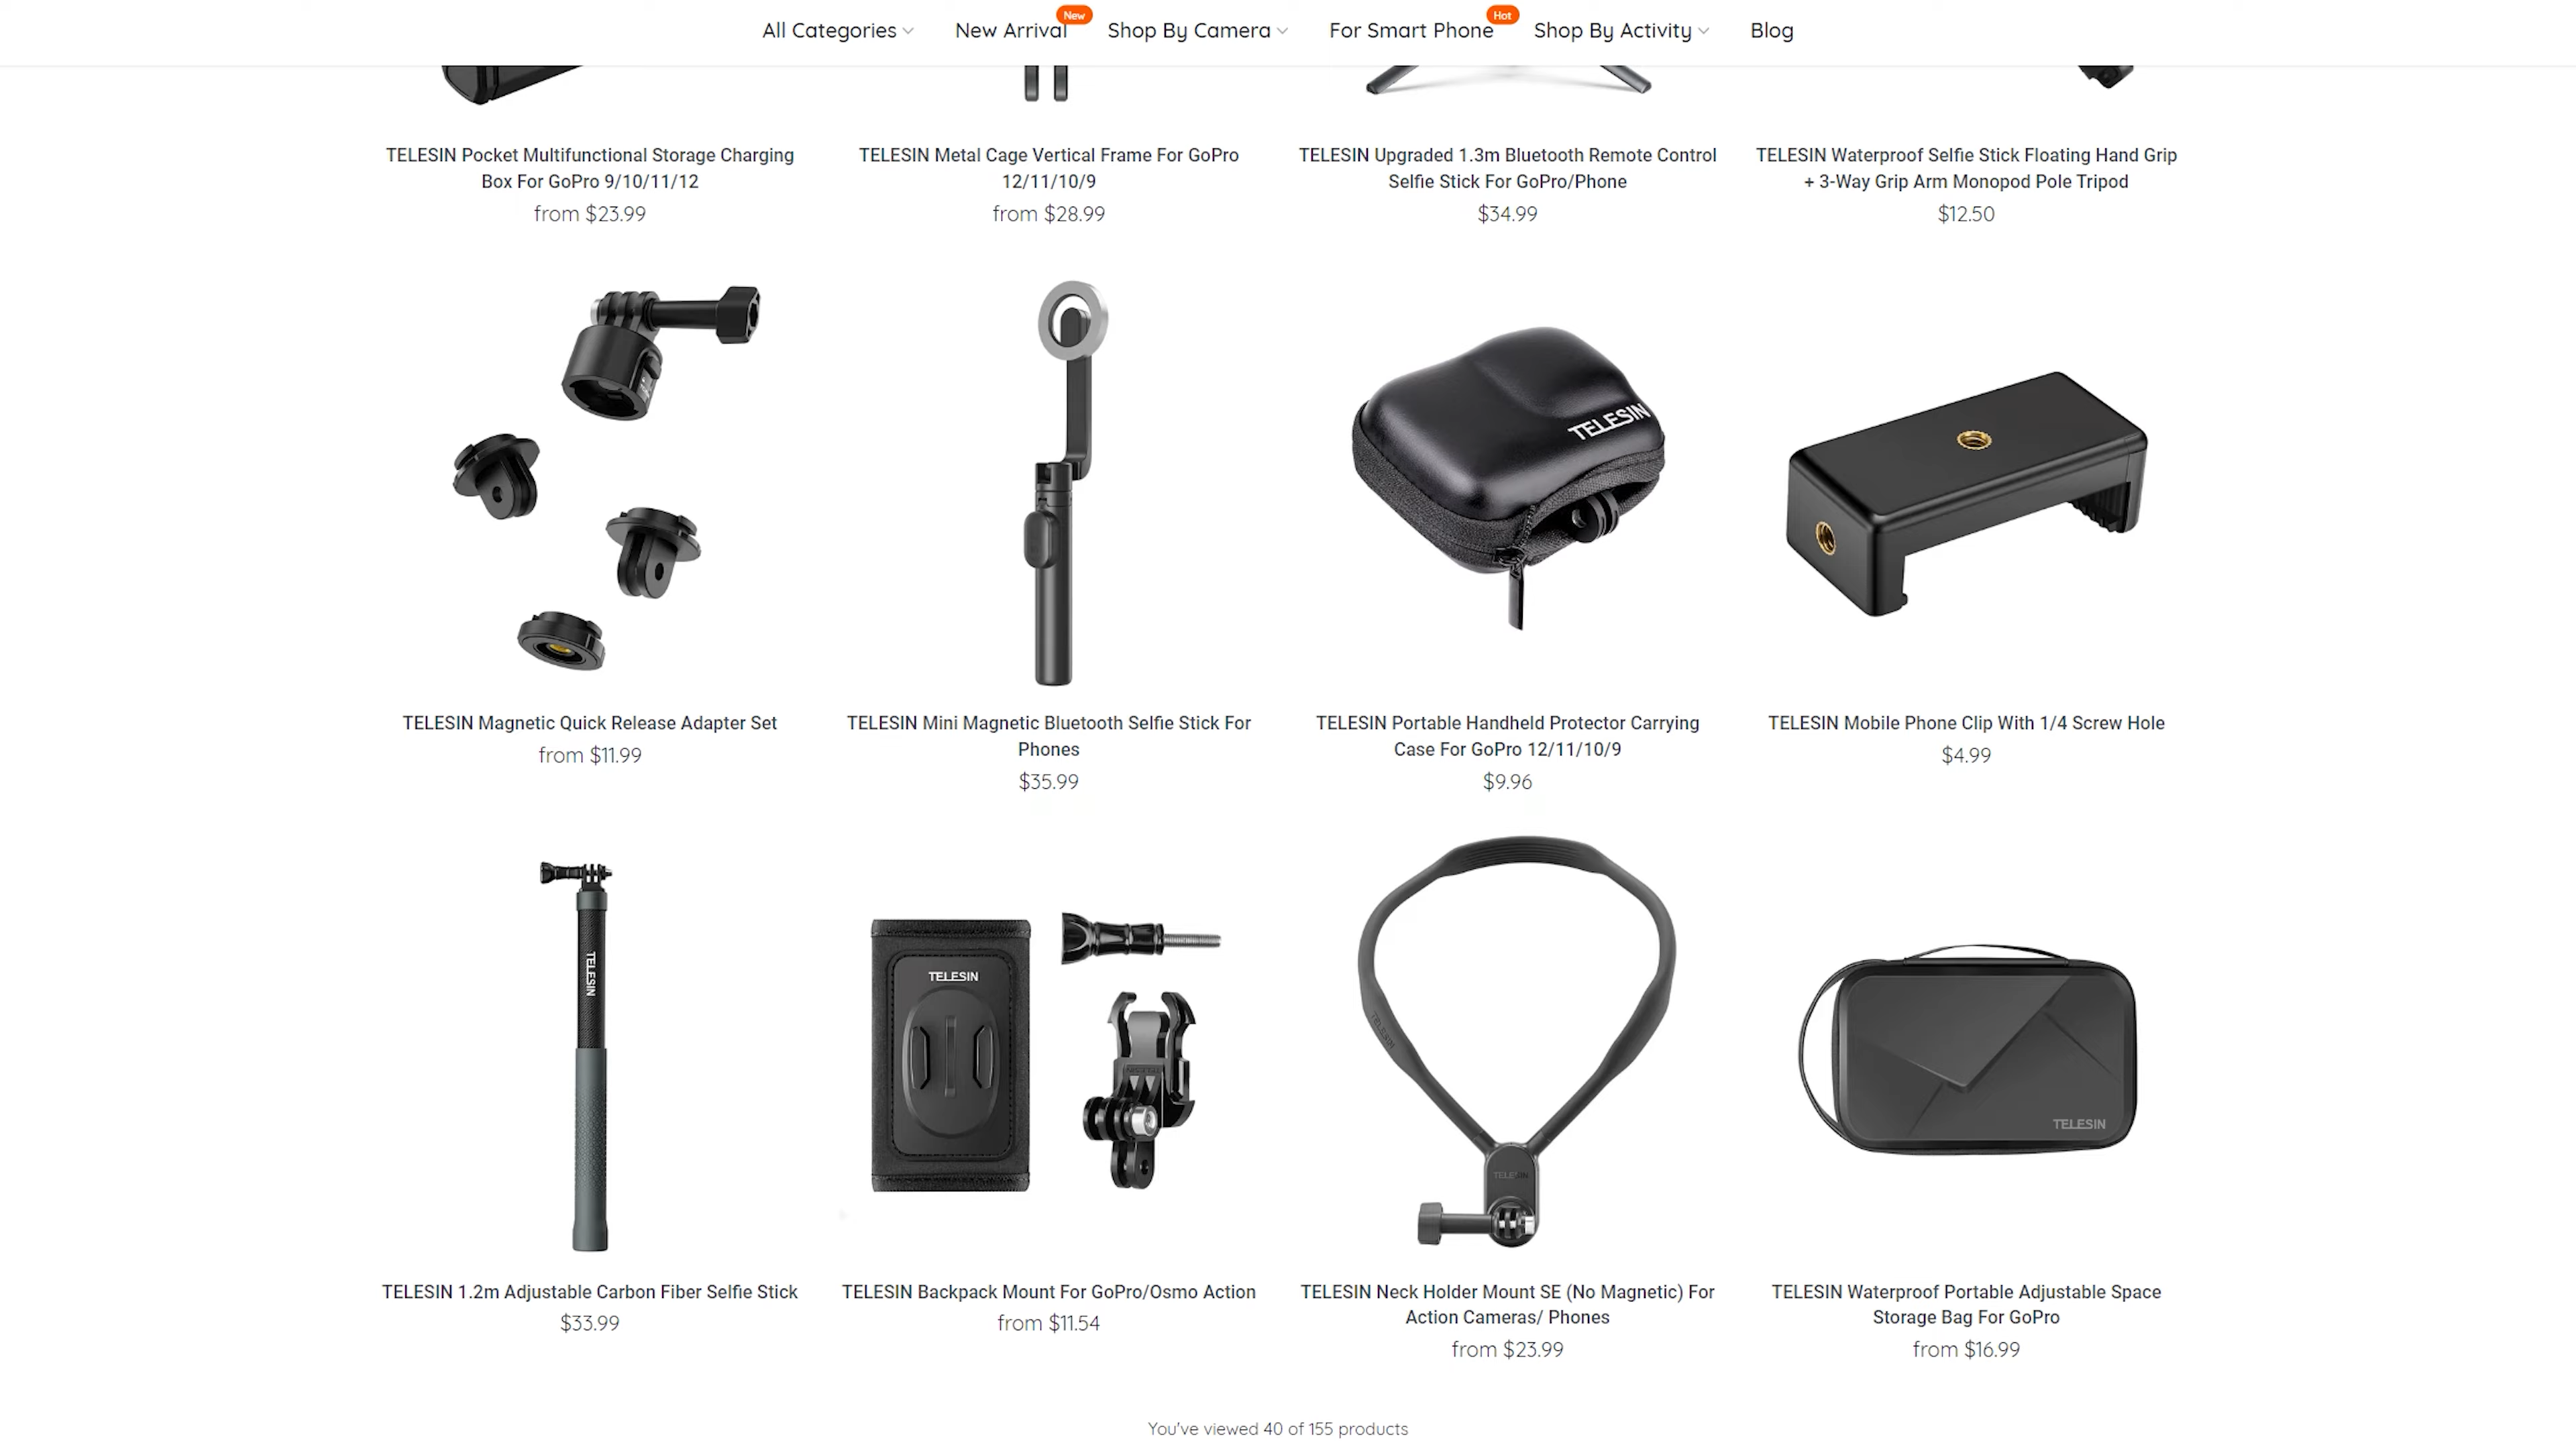 All Categories
New Arrival
New
Shop By Camera
For Smart Phone
Hot
Shop By Activity
Blog
TELESIN Pocket Multifunctional Storage Charging
Box For GoPro 9/10/11/12
from $23.99
TELESIN Metal Cage Vertical Frame For GoPro
12/11/10/9
from $28.99
TELESIN Upgraded 1.3m Bluetooth Remote Control
Selfie Stick For GoPro/Phone
$34.99
TELESIN Waterproof Selfie Stick Floating Hand Grip
+ 3-Way Grip Arm Monopod Pole Tripod
$12.50
TELESIN Magnetic Quick Release Adapter Set
from $11.99
TELESIN Mini Magnetic Bluetooth Selfie Stick For
Phones
$35.99
TELESIN
TELESIN Portable Handheld Protector Carrying
Case For GoPro 12/11/10/9
$9.96
TELESIN Mobile Phone Clip With 1/4 Screw Hole
$4.99
TELESIN
TELESIN 1.2m Adjustable Carbon Fiber Selfie Stick
$33.99
TELESIN
TELESIN Backpack Mount For GoPro/Osmo Action
from $11.54
TELESIN
TELESIN
TELESIN Neck Holder Mount SE (No Magnetic) For
Action Cameras/ Phones
from $23.99
TELESIN
TELESIN Waterproof Portable Adjustable Space
Storage Bag For GoPro
from $16.99
You've viewed 40 of 155 products